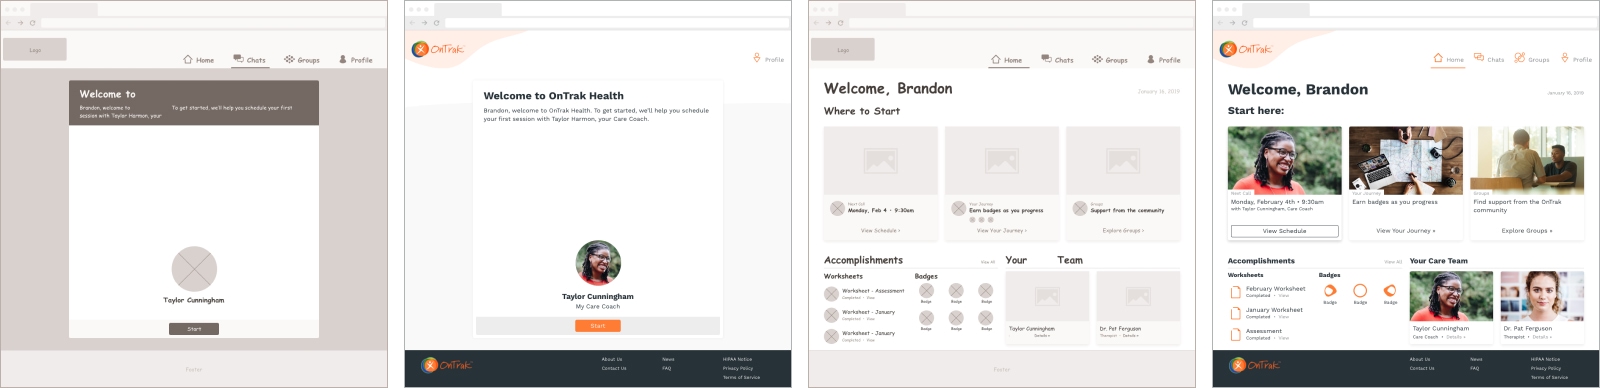 Logo
Home
Chats
Groups
Profile
Welcome to
Brandon, welcome to To get started, we'll help you schedule your first
session with Taylor Harmon, your
Taylor Cunningham
Start
Footer
OnTrak
Profile
Welcome to OnTrak Health
Brandon, welcome to OnTrak Health. To get started, we'll help you schedule
your first session with Taylor Harmon, your Care Coach.
Taylor Cunningham
My Care Coach
Start
OnTrak
About Us
Contact Us
News
FAQ
HIPAA Notice
Privacy Policy
Terms of Service
Logo
Home
Chats
Groups
Profile
Welcome, Brandon
January 16, 2019
Where to Start
Next Call
Monday, Feb 4 • 9:30am
View Schedule >
Your Journey
Earn badges as you progress
View Your Journey >
Groups
Support from the community
Explore Groups >
Accomplishments
View All
Worksheets
Worksheet - Assessment
Completed • View
Worksheet - January
Completed • View
Worksheet - January
Completed • View
Badges
Badge
Badge
Badge
Badge
Badge
Badge
Your Team
Taylor Cunningham
Details >
Dr. Pat Ferguson
Therapist • Details >
Footer
OnTrak
Home
Chats
Groups
Profile
Welcome, Brandon
January 16, 2019
Start here:
Next Call
Monday, February 4th • 9:30am
with Taylor Cunningham, Care Coach
View Schedule
Your Journey
Earn badges as you progress
View Your Journey »
Groups
Find support from the OnTrak
community
Explore Groups »
Accomplishments
View All
Worksheets
February Worksheet
Completed • View
January Worksheet
Completed • View
Assessment
Completed • View
Badges
Badge
Badge
Badge
Your Care Team
Taylor Cunningham
Care Coach • Details »
Dr. Pat Ferguson
Therapist • Details »
OnTrak
About Us
Contact Us
News
FAQ
HIPAA Notice
Privacy Policy
Terms of Service